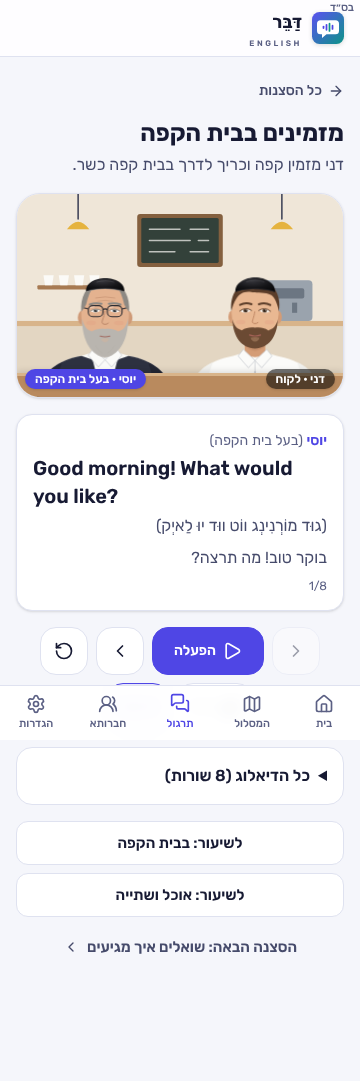 בס״ד
דַּבֵּר
ENGLISH
כל הסצנות
מזמינים בבית הקפה
דני מזמין קפה וכריך לדרך בבית קפה כשר.
דני • לקוח
יוסי • בעל בית הקפה
יוסי (בעל בית הקפה)
Good morning! What would
you like?
(גוּד מוֹרְנִינְג ווֹט ווּד יוּ לַאיְק)
בוקר טוב! מה תרצה?
1/8
הפעלה
בית
המסלול
תרגול
חברותא
הגדרות
כל הדיאלוג (8 שורות)
לשיעור: בבית הקפה
לשיעור: אוכל ושתייה
הסצנה הבאה: שואלים איך מגיעים